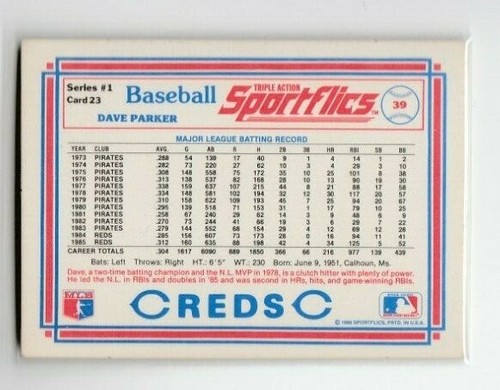 Series #1
Card 23
Baseball
DAVE PARKER
TRIPLE ACTION
Sportflics
39
MAJOR LEAGUE BATTING RECORD
YEAR CLUB AVG. G AB R H 2B 3B HR RBI SB BB
1973 PIRATES .288 54 139 17 40 9 1 4 14 1 2
1974 PIRATES .282 73 220 27 62 10 3 4 29 3 10
1975 PIRATES .308 148 558 75 172 35 10 25 101 8 38
1976 PIRATES .313 138 537 82 168 28 10 13 90 19 30
1977 PIRATES .338 159 637 107 215 44 8 21 88 17 58
1978 PIRATES .334 148 581 102 194 32 12 30 117 20 57
1979 PIRATES .310 158 622 109 193 45 7 25 94 20 67
1980 PIRATES .295 139 518 71 153 31 1 17 79 10 25
1981 PIRATES .258 67 240 29 62 14 3 9 48 6 9
1982 PIRATES .270 73 244 41 66 19 3 6 29 7 22
1983 PIRATES .279 144 552 68 154 29 4 12 69 12 28
1984 REDS .285 156 607 73 173 28 0 16 94 11 41
1985 REDS .312 160 635 88 198 42 4 34 125 5 52
CAREER TOTALS 304 1617 6090 889 1850 366 66 216 977 139 439
Bats: Left Throws: Right HT.: 6'5" WT.: 230 Born: June 9, 1951, Calhoun, Ms.
Dave, a two-time batting champion and the N.L. MVP in 1978, is a clutch hitter with plenty of power.
He led the N.L. in RBIs and doubles in '85 and was second in HRs, hits, and game-winning RBIs.
C REDS C
© 1986 SPORTFLICS, PRTD. IN U.S.A.